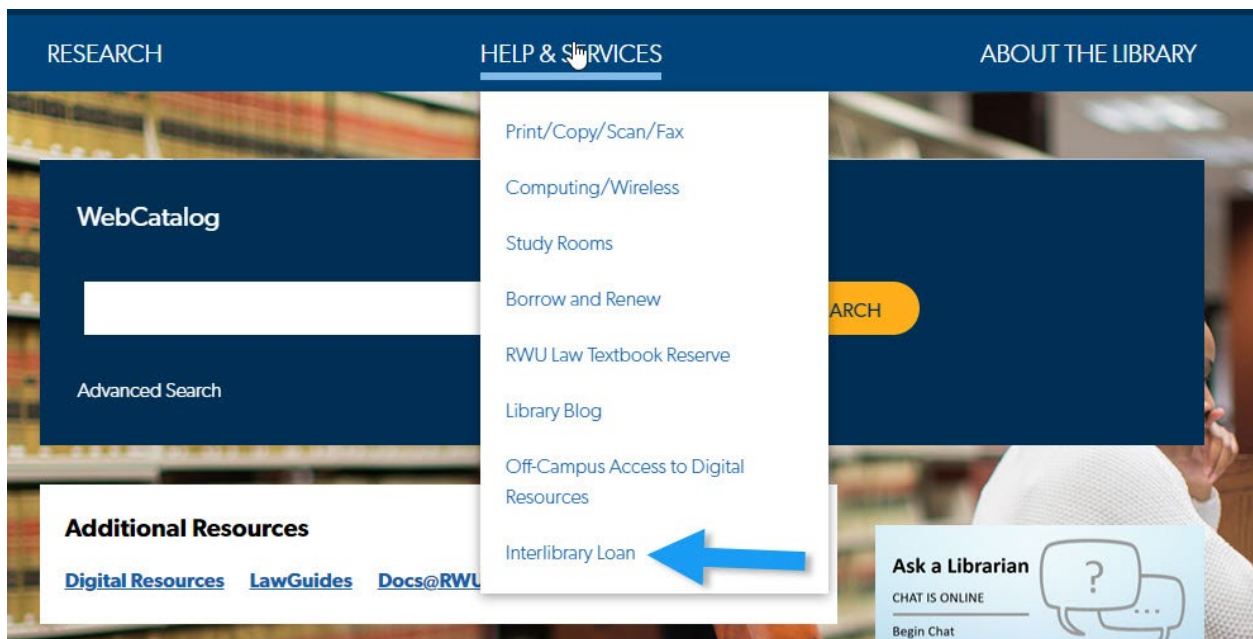 RESEARCH
HELP & SERVICES
ABOUT THE LIBRARY
Print/Copy/Scan/Fax
Computing/Wireless
Study Rooms
Borrow and Renew
RWU Law Textbook Reserve
Library Blog
Off-Campus Access to Digital
Resources
Interlibrary Loan
WebCatalog
ARCH
Advanced Search
Additional Resources
Digital Resources LawGuides Docs@RWU
Ask a Librarian
CHAT IS ONLINE
Begin Chat